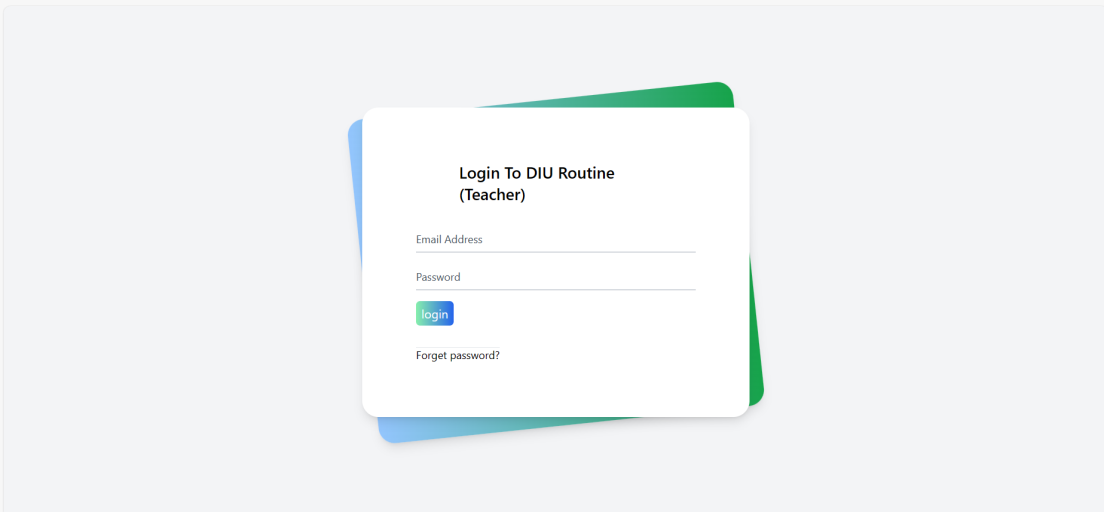 Login To DIU Routine
(Teacher)
Email Address
Password
login
Forget password?